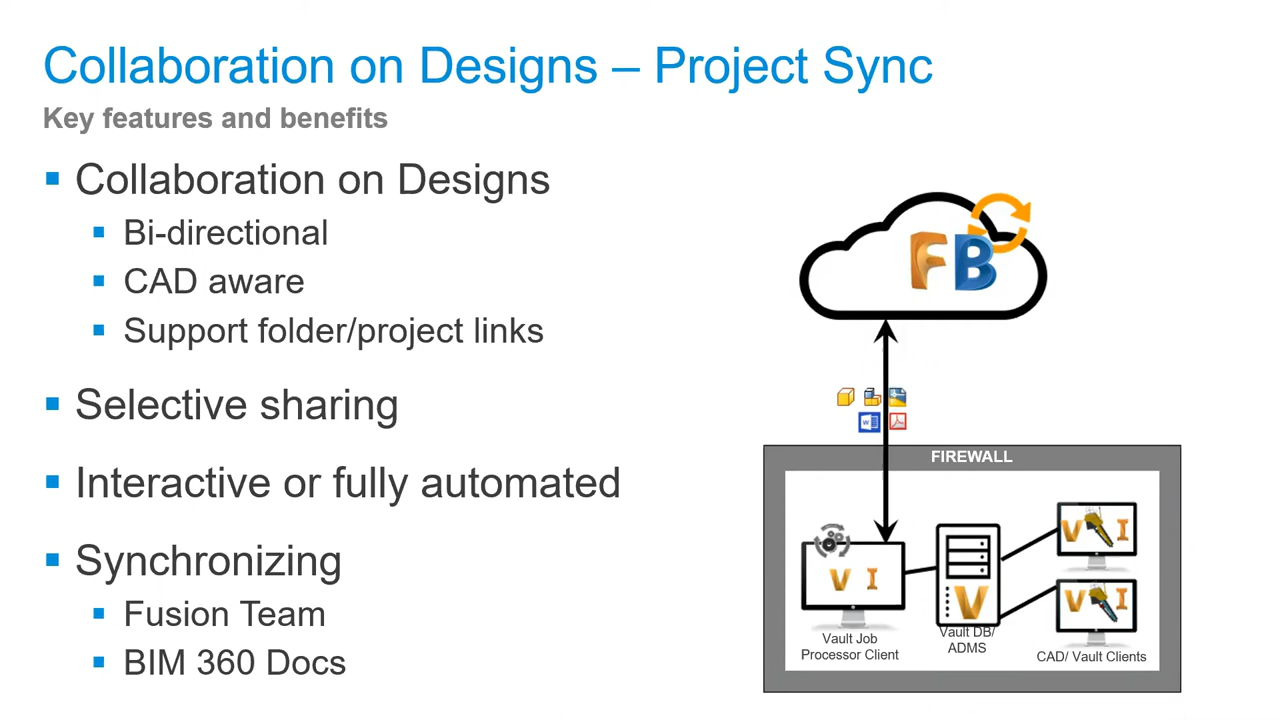 Collaboration on Designs – Project Sync
Key features and benefits
Collaboration on Designs
Bi-directional
CAD aware
Support folder/project links
Selective sharing
Interactive or fully automated
Synchronizing
Fusion Team
BIM 360 Docs
F B
FIREWALL
V I
Vault Job
Processor Client
V
Vault DB/
ADMS
V I
V I
CAD/ Vault Clients